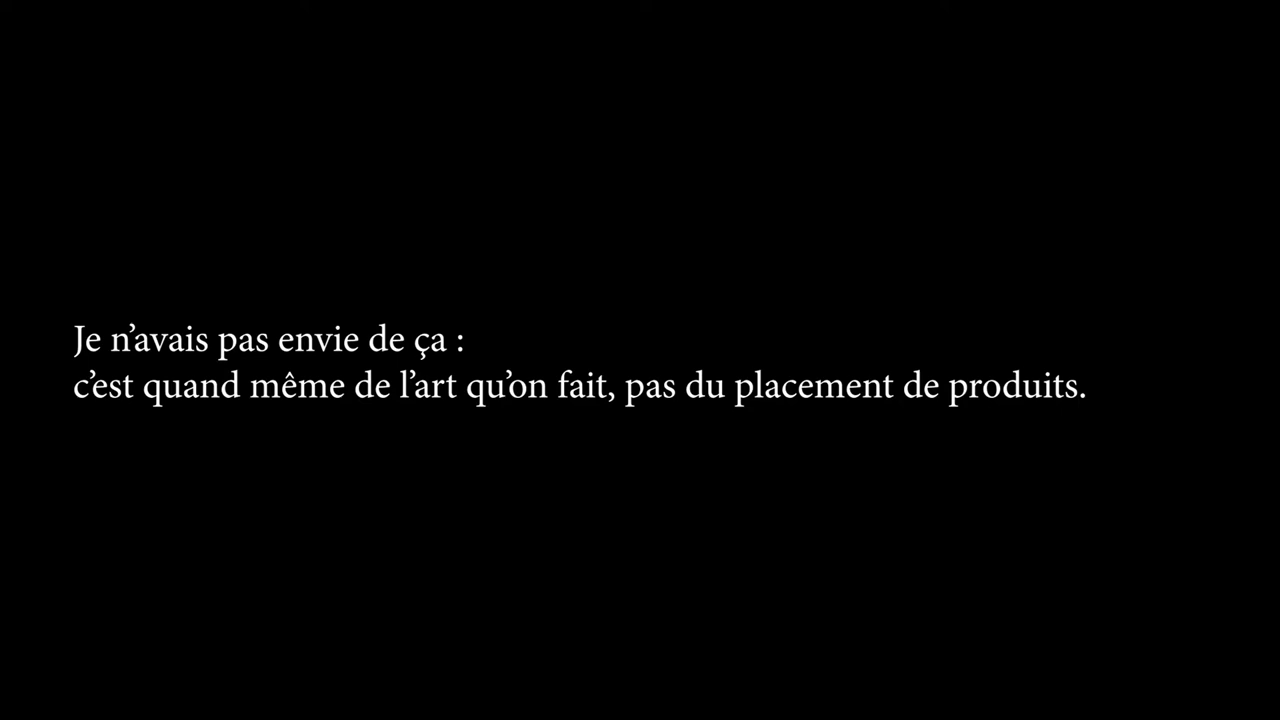 Je n’avais pas envie de ça :
c’est quand même de l’art qu’on fait, pas du placement de produits.